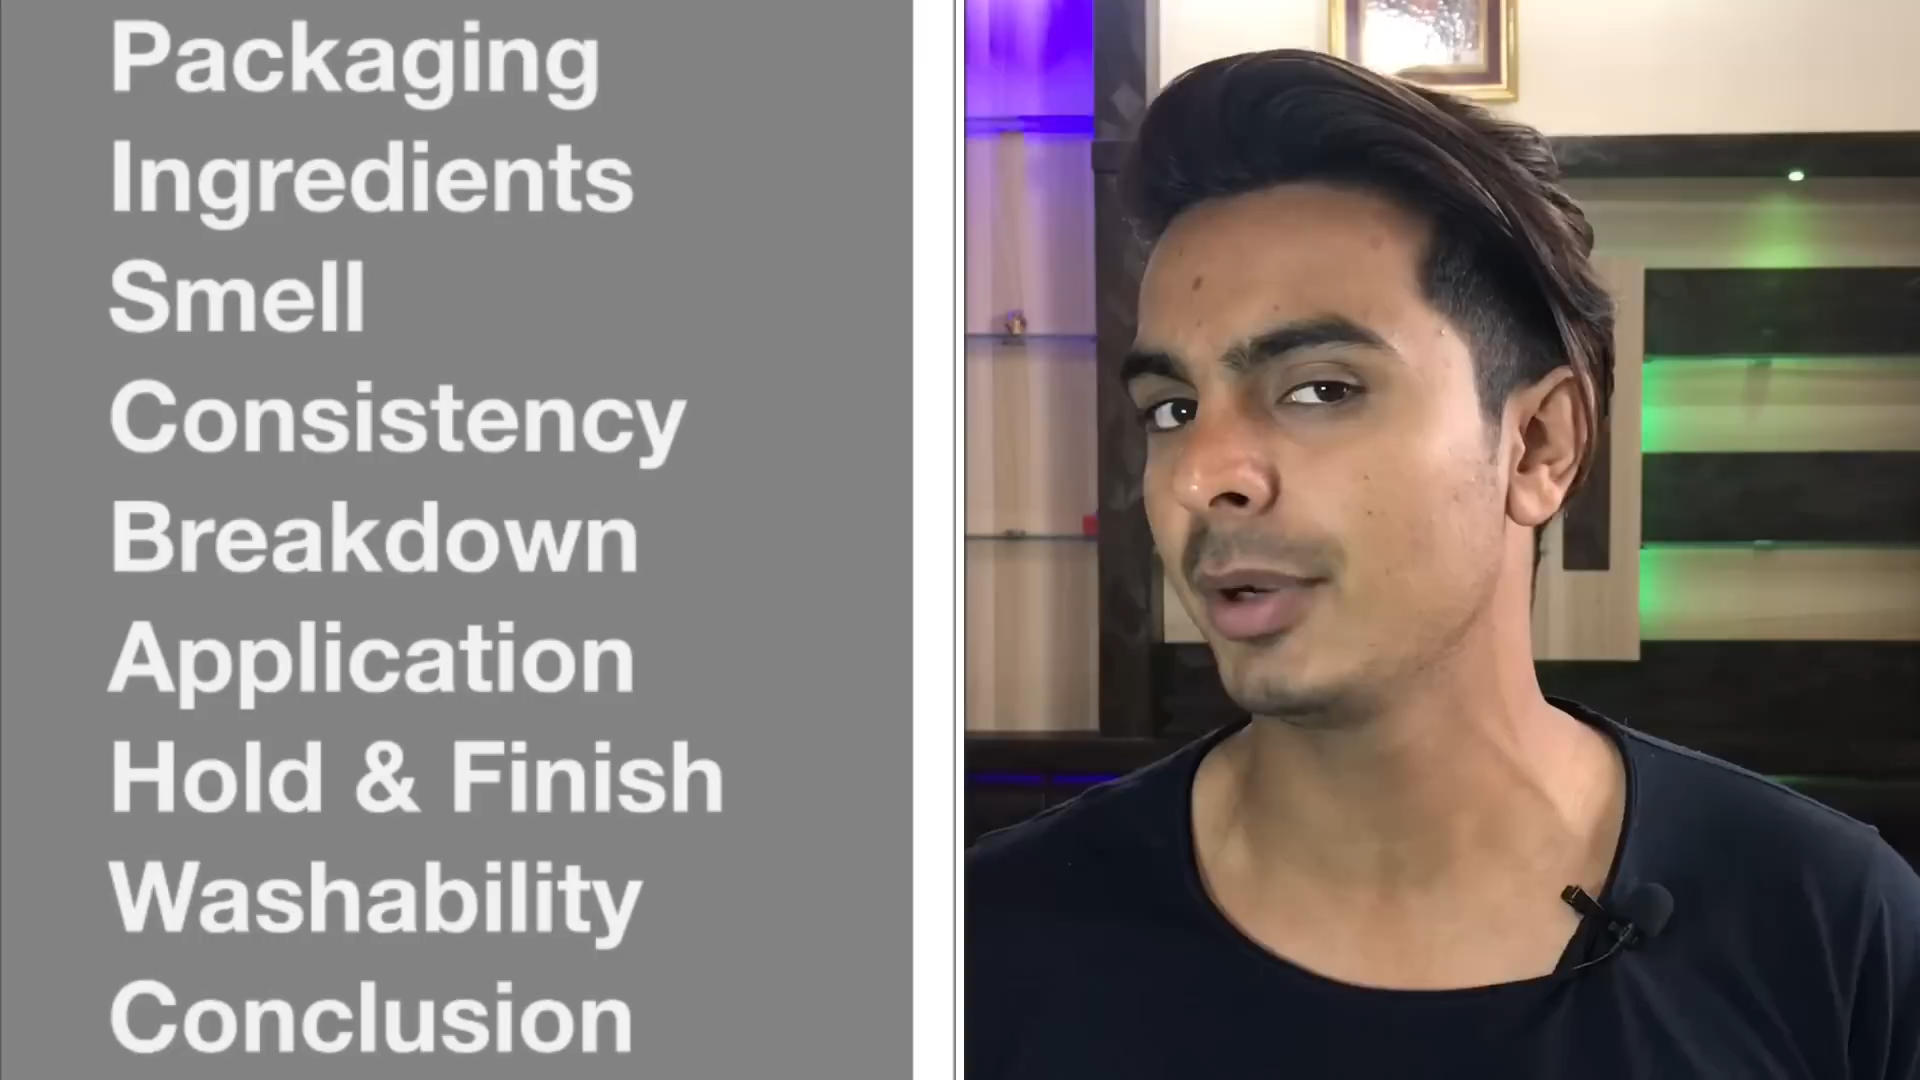 Packaging
Ingredients
Smell
Consistency
Breakdown
Application
Hold & Finish
Washability
Conclusion